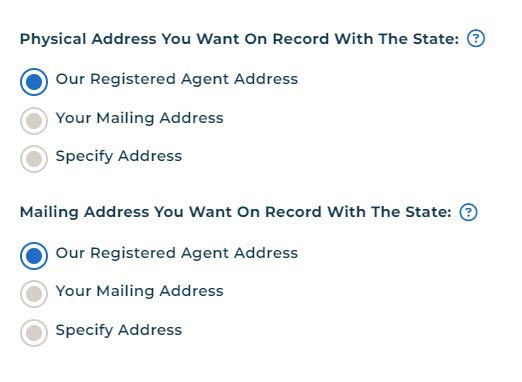 Physical Address You Want On Record With The State: ?
Our Registered Agent Address
Your Mailing Address
Specify Address
Mailing Address You Want On Record With The State: ?
Our Registered Agent Address
Your Mailing Address
Specify Address